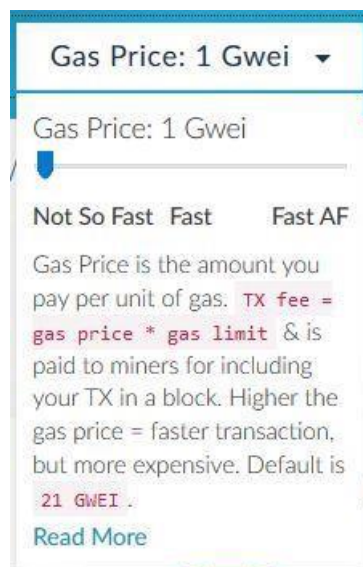 Gas Price: 1 Gwei
Gas Price: 1 Gwei
Not So Fast Fast Fast AF
Gas Price is the amount you
pay per unit of gas. TX fee =
gas price * gas limit & is
paid to miners for including
your TX in a block. Higher the
gas price = faster transaction,
but more expensive. Default is
21 GWEI .
Read More